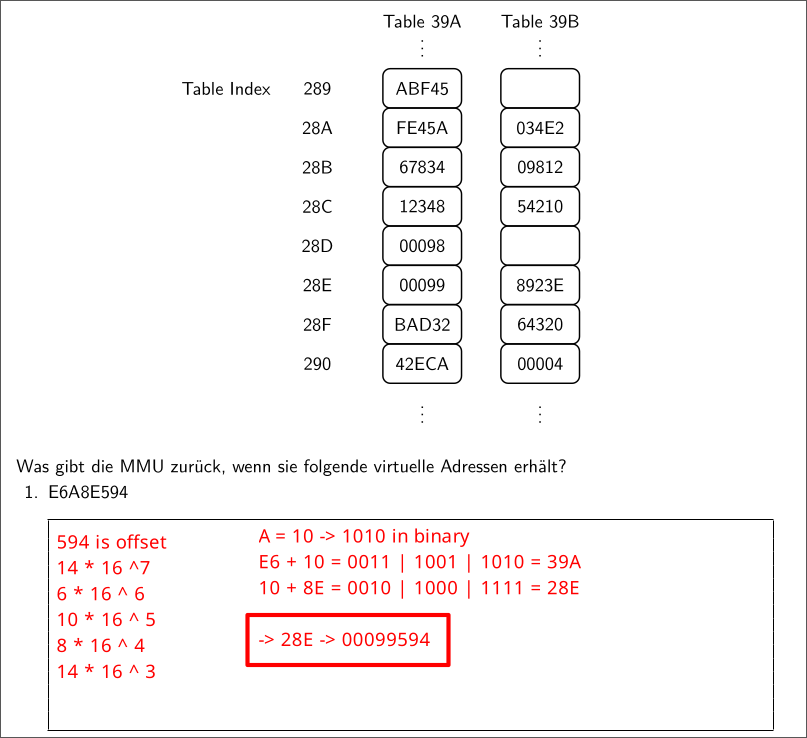 Table 39A Table 39B
⋮ ⋮
Table Index 289 ABF45
28A FE45A 034E2
28B 67834 09812
28C 12348 54210
28D 00098
28E 00099 8923E
28F BAD32 64320
290 42ECA 00004
⋮ ⋮
Was gibt die MMU zurück, wenn sie folgende virtuelle Adressen erhält?
1. E6A8E594
594 is offset
14 * 16 ^7
6 * 16 ^ 6
10 * 16 ^ 5
8 * 16 ^ 4
14 * 16 ^ 3
A = 10 -> 1010 in binary
E6 + 10 = 0011 | 1001 | 1010 = 39A
10 + 8E = 0010 | 1000 | 1111 = 28E
-> 28E -> 00099594